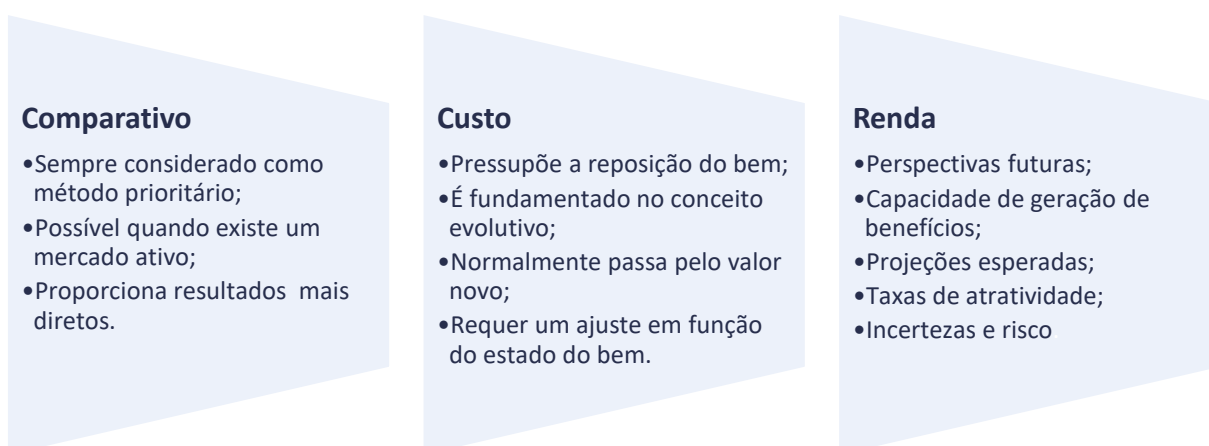 Comparativo
•Sempre considerado como
método prioritário;
•Possível quando existe um
mercado ativo;
•Proporciona resultados  mais
diretos.
Custo
•Pressupõe a reposição do bem;
•É fundamentado no conceito
evolutivo;
•Normalmente passa pelo valor
novo;
•Requer um ajuste em função
do estado do bem.
Renda
•Perspectivas futuras;
•Capacidade de geração de
benefícios;
•Projeções esperadas;
•Taxas de atratividade;
•Incertezas e risco